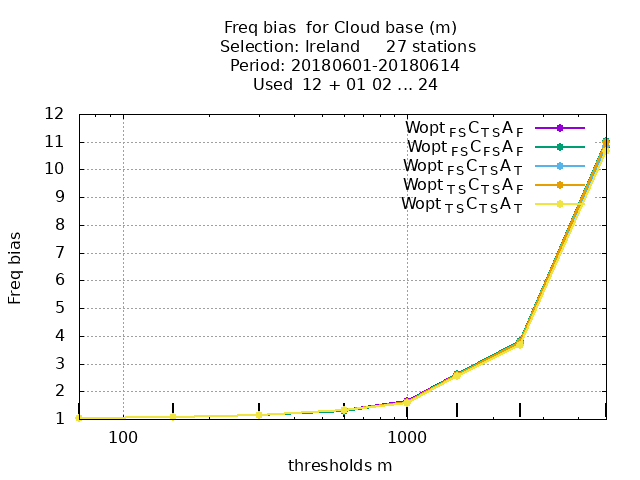 Freq bias  for Cloud base (m)
Selection: Ireland     27 stations
Period: 20180601-20180614
Used  12 + 01 02 ... 24
12
11
10
9
8
7
6
5
4
3
2
1
Freq bias
Wopt FS C TS A F
Wopt FS C FS A F
Wopt FS C TS A T
Wopt TS C TS A F
Wopt TS C TS A T
100
1000
thresholds m